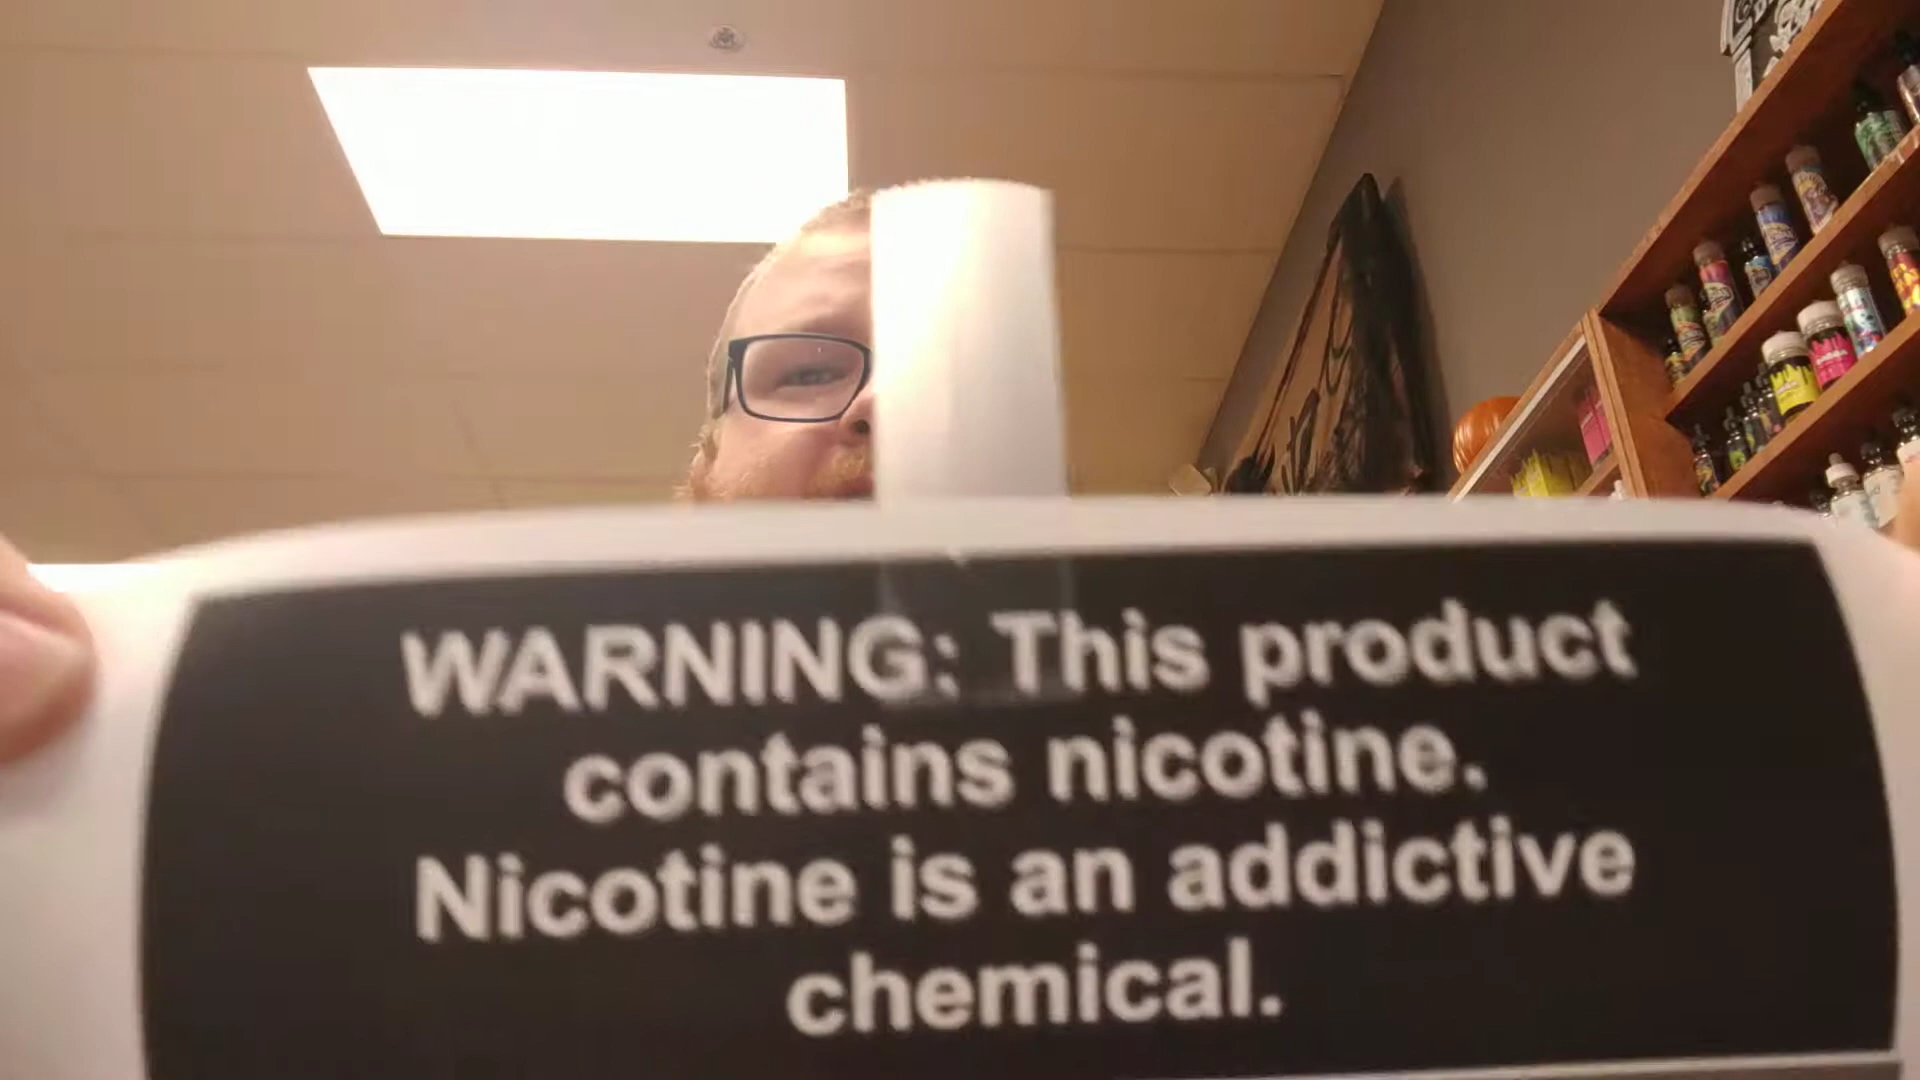 WARNING: This product
contains nicotine.
Nicotine is an addictive
chemical.